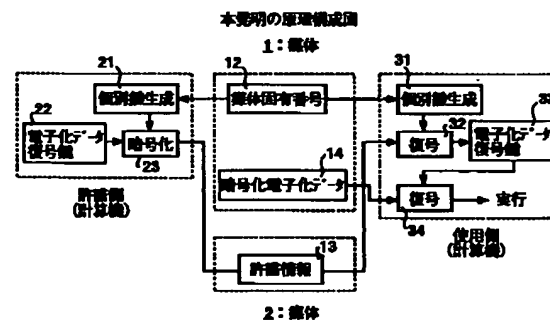 本発明の原理構成図
1：媒体
21
個別鍵生成
22
電子化データ
復号鍵
暗号化
23
許諾側
(計算機)
12
媒体固有番号
14
暗号化電子化データ
13
許諾情報
2：媒体
31
個別鍵生成
復号
32
電子化データ
復号鍵
33
復号
34
実行
使用側
(計算機)